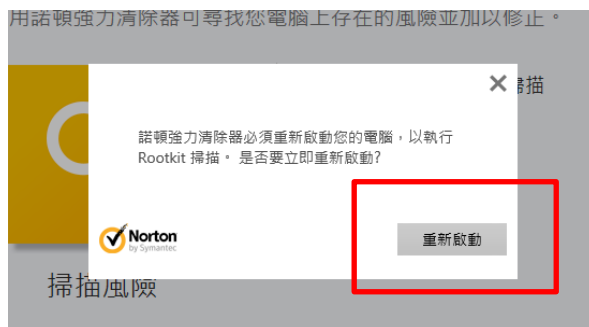 用諾頓強力清除器可尋找您電腦上存在的風險並加以修正。
掃描
諾頓強力清除器必須重新啟動您的電腦，以執行
Rootkit 掃描。 是否要立即重新啟動?
Norton
by Symantec
重新啟動
掃描風險